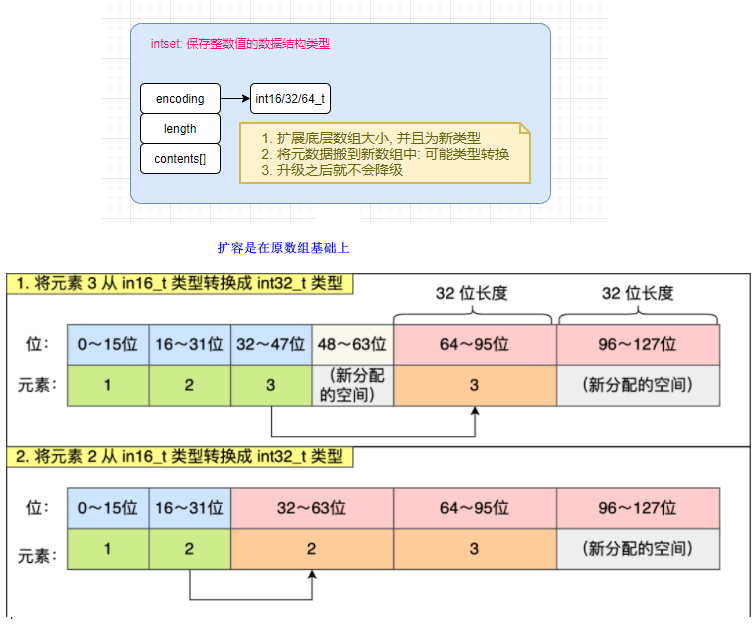 intset: 保存整数值的数据结构类型
encoding
int16/32/64_t
length
contents[]
1. 扩展底层数组大小, 并且为新类型
2. 将元数据搬到新数组中: 可能类型转换
3. 升级之后就不会降级
扩容是在原数组基础上
1. 将元素 3 从 in16_t 类型转换成 int32_t 类型
32 位长度 32 位长度
位: 0～15位 16～31位 32～47位 48～63位 64～95位 96～127位
元素: 1 2 3 （新分配的空间） 3 （新分配的空间）
2. 将元素 2 从 in16_t 类型转换成 int32_t 类型
位: 0～15位 16～31位 32～63位 64～95位 96～127位
元素: 1 2 2 3 （新分配的空间）